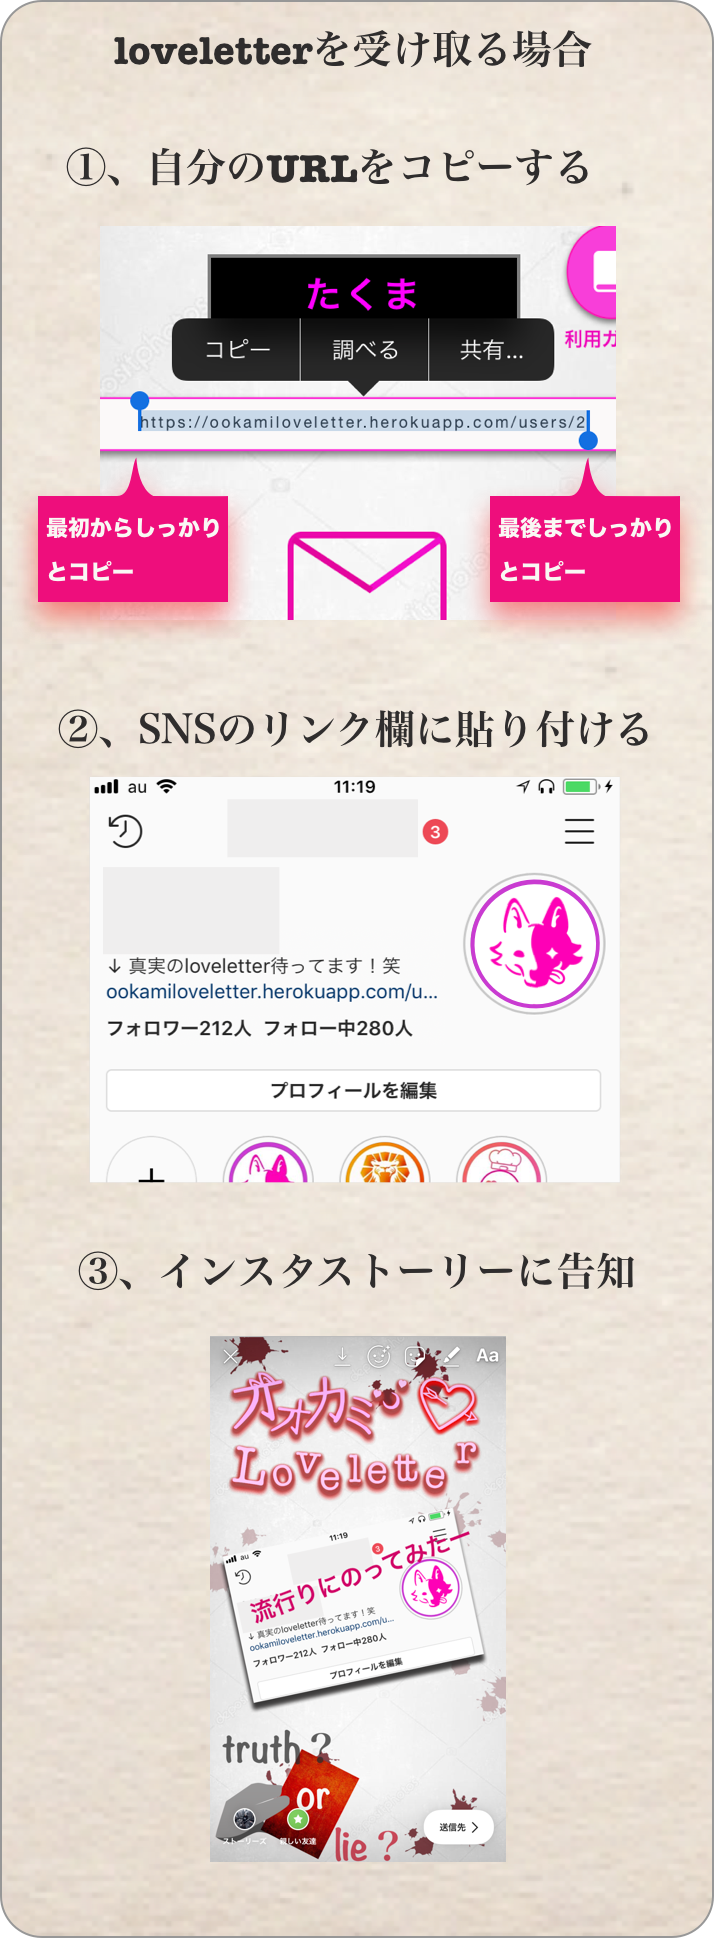 loveletterを受け取る場合
①、自分のURLをコピーする
たくま
コピー 調べる 共有...
利用ガ
https://ookamiloveletter.herokuapp.com/users/2
最初からしっかり
とコピー
最後までしっかり
とコピー
②、SNSのリンク欄に貼り付ける
au 11:19
3
↓ 真実のloveletter待ってます！笑
ookamiloveletter.herokuapp.com/u...
フォロワー212人 フォロー中280人
プロフィールを編集
③、インスタストーリーに告知
Aa
オオカミ
Loveletter
au 11:19
3
流行りにのってみたー
↓ 真実のloveletter待ってます！笑
ookamiloveletter.herokuapp.com/u...
フォロワー212人 フォロー中280人
プロフィールを編集
truth ?
or
lie ?
ストーリーズ 親しい友達
送信先